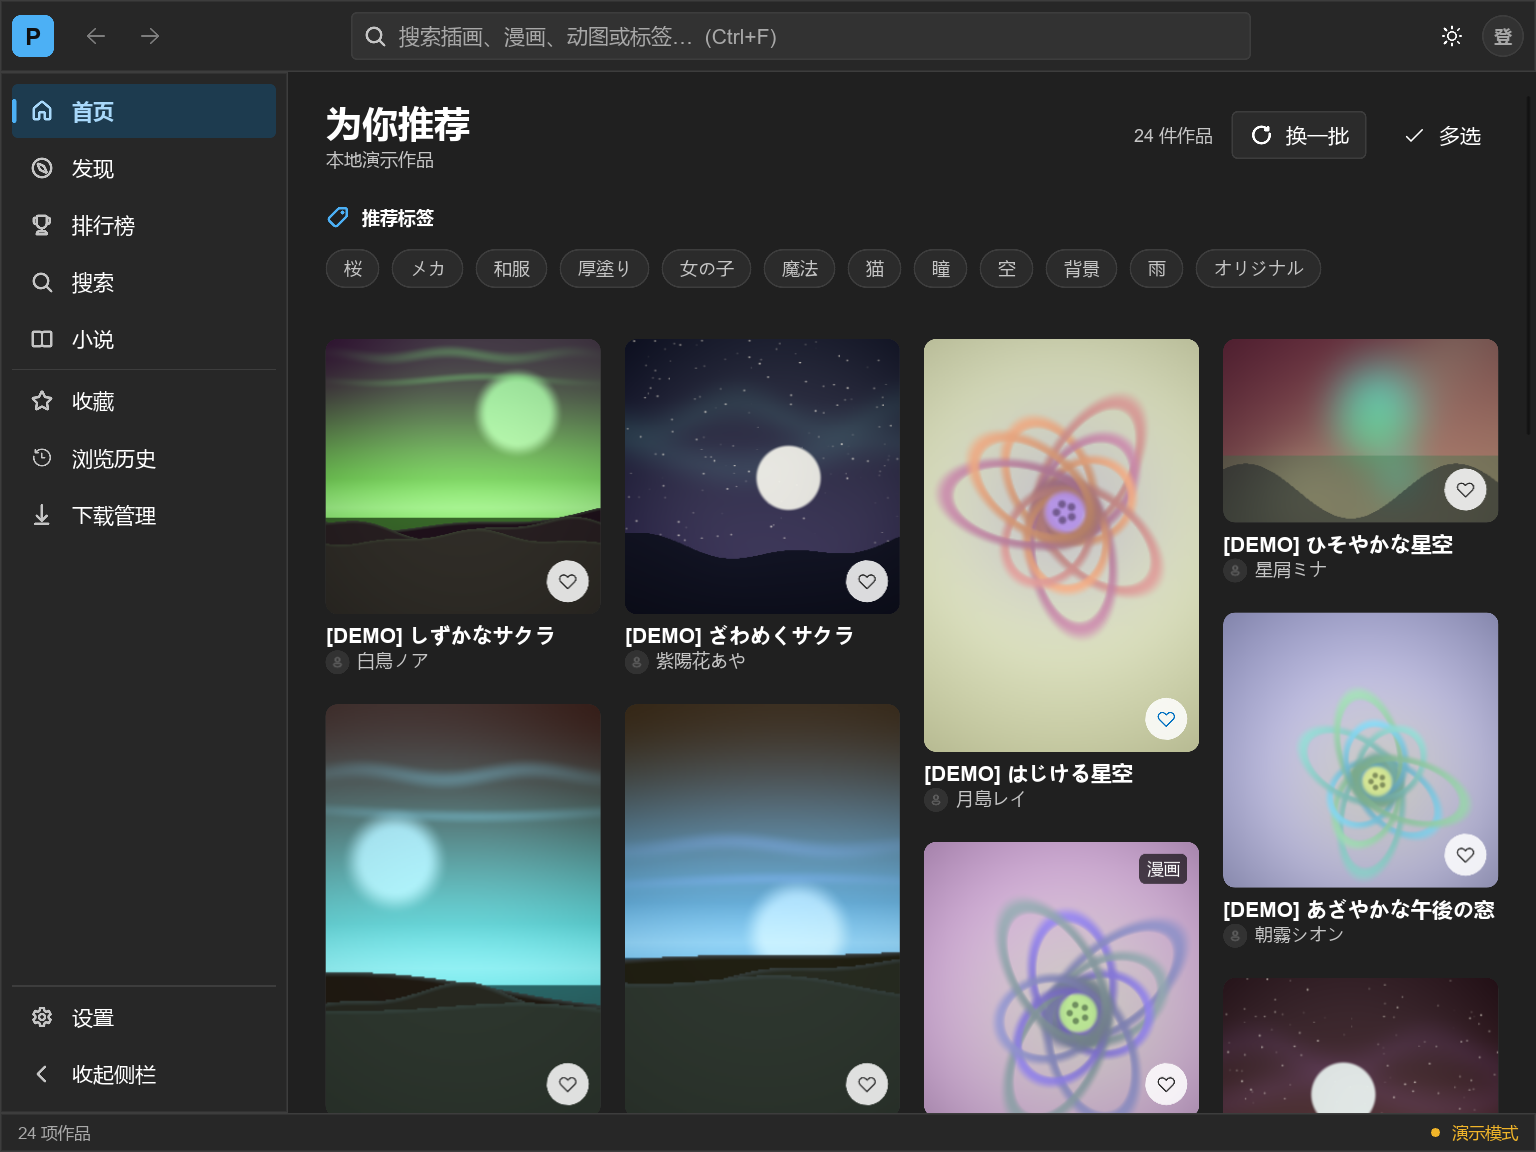 P
搜索插画、漫画、动图或标签… (Ctrl+F)
登
首页
发现
排行榜
搜索
小说
收藏
浏览历史
下载管理
设置
收起侧栏
为你推荐
本地演示作品
24 件作品
换一批
多选
推荐标签
桜
メカ
和服
厚塗り
女の子
魔法
猫
瞳
空
背景
雨
オリジナル
[DEMO] しずかなサクラ
白鳥ノア
[DEMO] ざわめくサクラ
紫陽花あや
[DEMO] はじける星空
月島レイ
[DEMO] ひそやかな星空
星屑ミナ
[DEMO] あざやかな午後の窓
朝霧シオン
漫画
24 项作品
演示模式